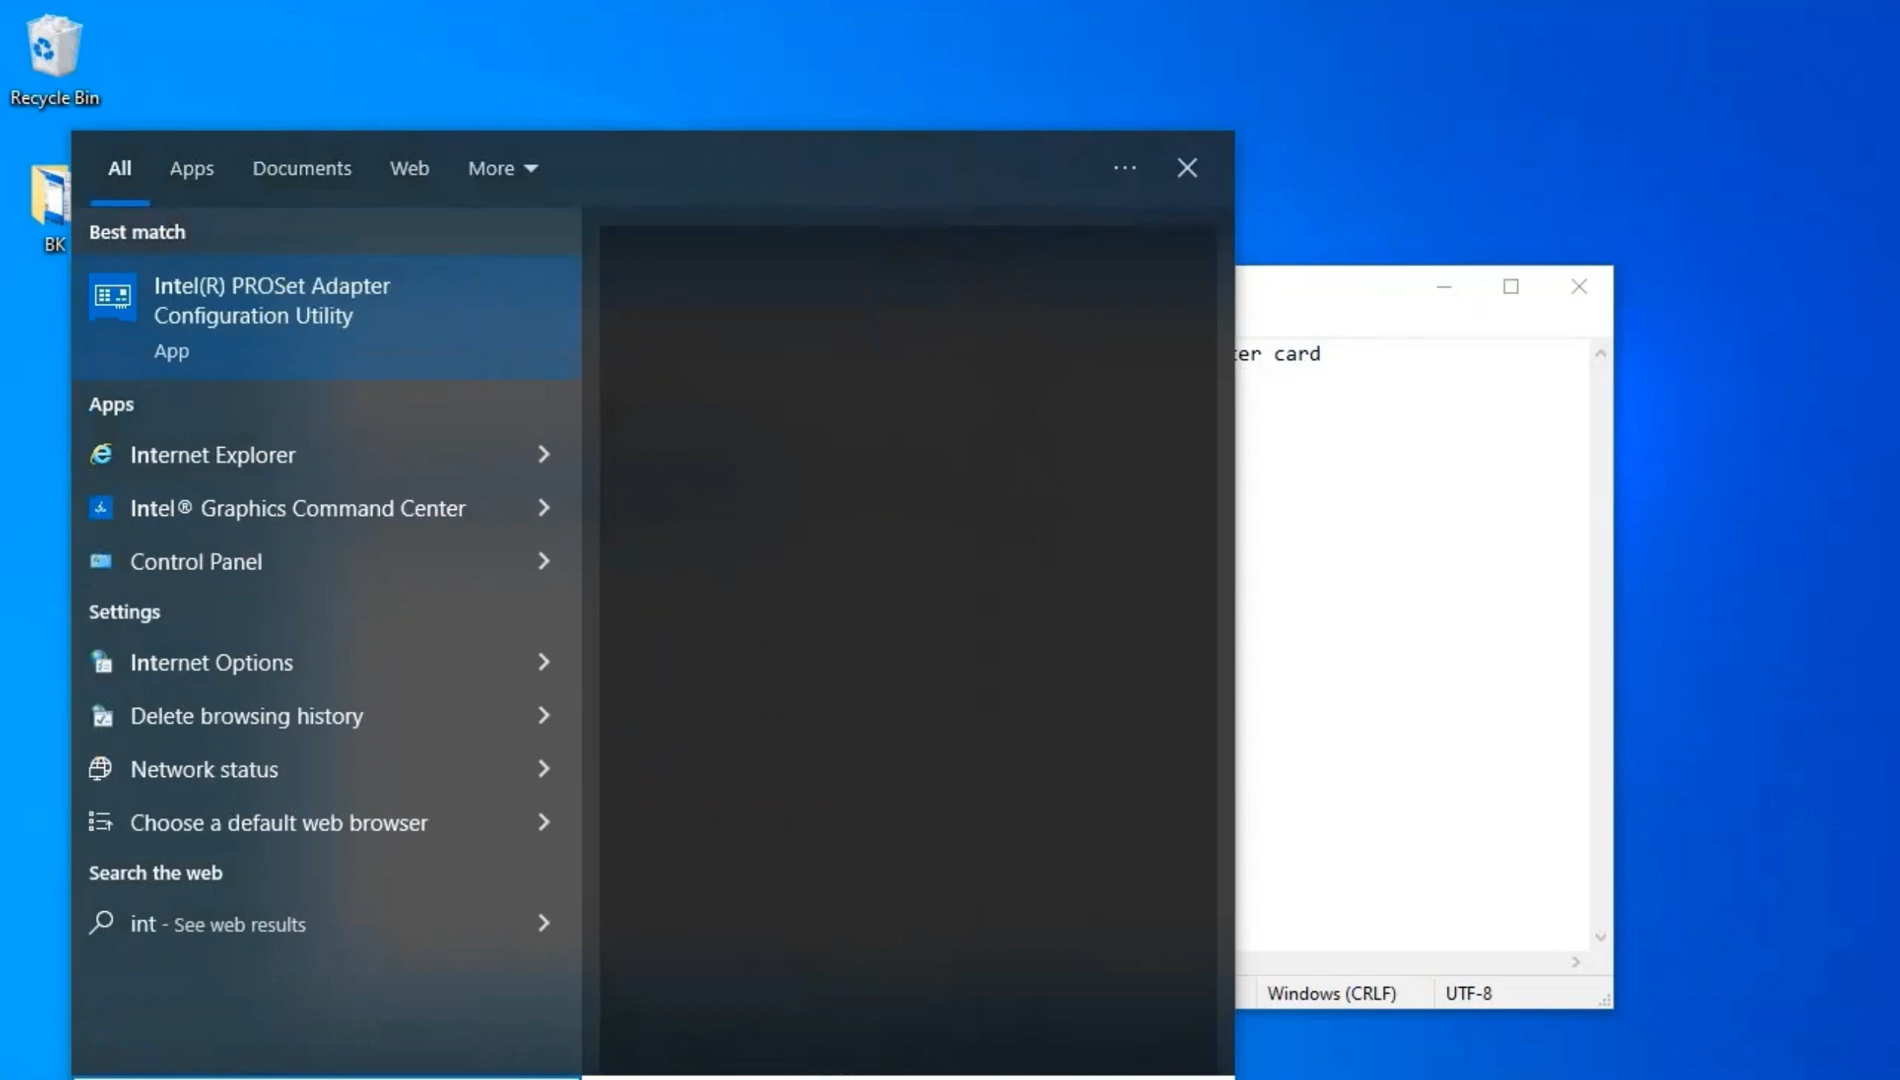 Recycle Bin
BK
All Apps Documents Web More
Best match
Intel(R) PROSet Adapter
Configuration Utility
App
Apps
Internet Explorer
Intel® Graphics Command Center
Control Panel
Settings
Internet Options
Delete browsing history
Network status
Choose a default web browser
Search the web
int - See web results
card
Windows (CRLF) UTF-8